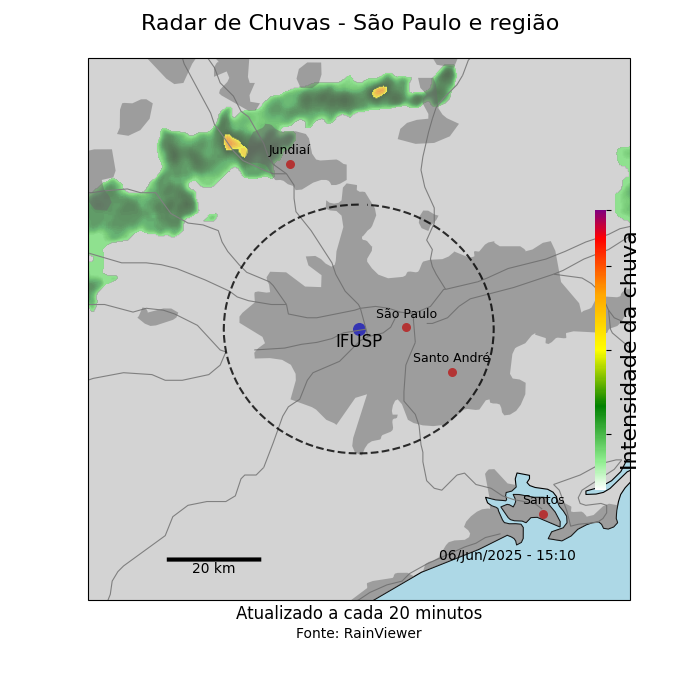 Radar de Chuvas - São Paulo e região
Jundiaí
São Paulo
IFUSP
Santo André
Intensidade da chuva
Santos
06/Jun/2025 - 15:10
20 km
Atualizado a cada 20 minutos
Fonte: RainViewer